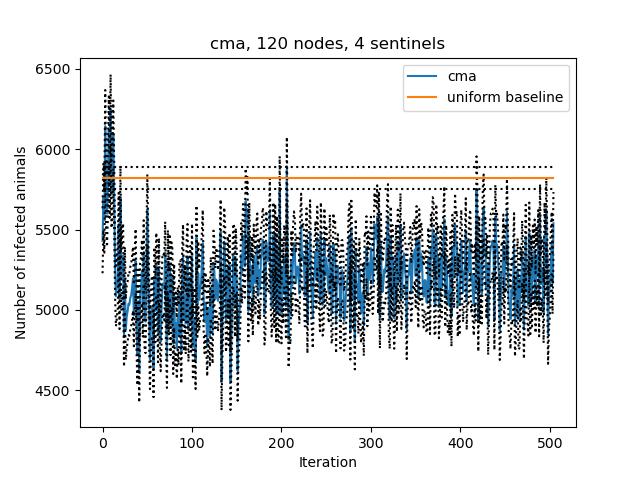 cma, 120 nodes, 4 sentinels
cma
uniform baseline
Number of infected animals
6500
6000
5500
5000
4500
0
100
200
300
400
500
Iteration